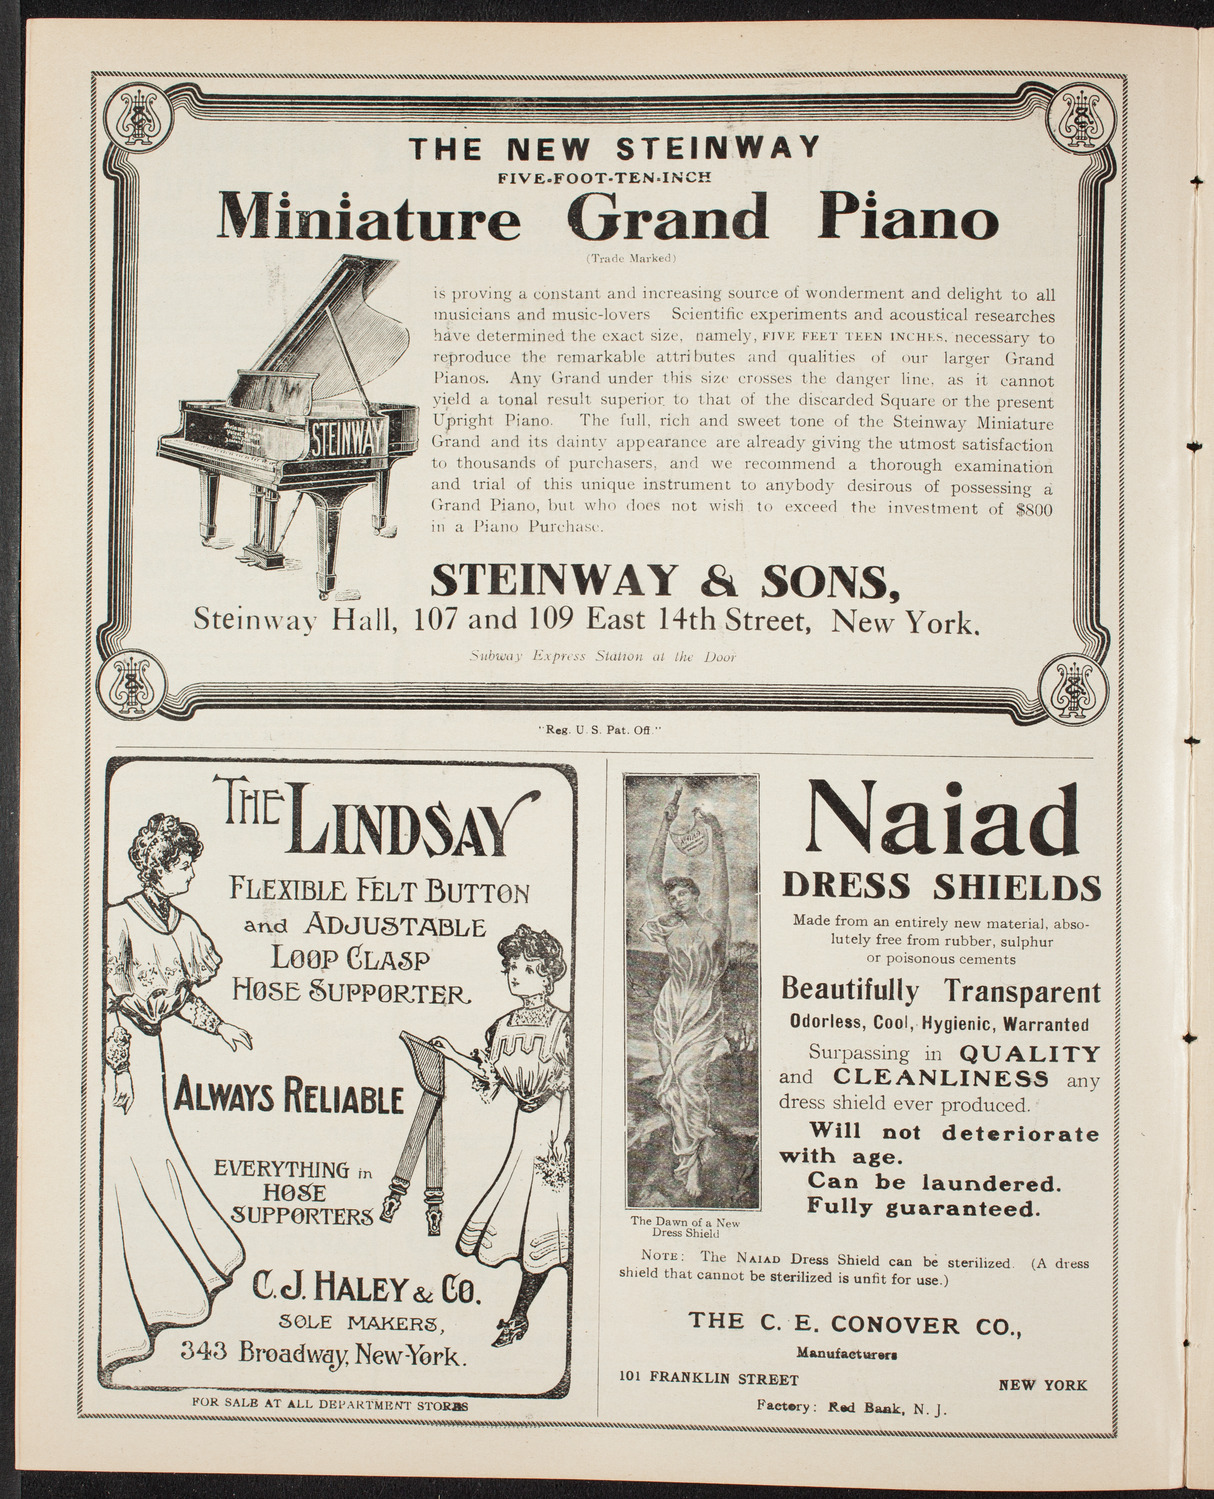 THE NEW STEINWAY
FIVE-FOOT-TEN-INCH
Miniature Grand Piano
(Trade Marked)
is proving a constant and increasing source of wonderment and delight to all
musicians and music-lovers Scientific experiments and acoustical researches
have determined the exact size, namely, FIVE FEET TEEN INCHES, necessary to
reproduce the remarkable attributes and qualities of our larger Grand
Pianos. Any Grand under this size crosses the danger line, as it cannot
yield a tonal result superior to that of the discarded Square or the present
Upright Piano. The full, rich and sweet tone of the Steinway Miniature
Grand and its dainty appearance are already giving the utmost satisfaction
to thousands of purchasers, and we recommend a thorough examination
and trial of this unique instrument to anybody desirous of possessing a
Grand Piano, but who does not wish to exceed the investment of $800
in a Piano Purchase.
STEINWAY
STEINWAY & SONS,
Steinway Hall, 107 and 109 East 14th Street, New York.
Subway Express Station at the Door
"Reg. U. S. Pat. Off."
THE LINDSAY
FLEXIBLE FELT BUTTON
and ADJUSTABLE
LOOP CLASP
HOSE SUPPORTER.
ALWAYS RELIABLE
EVERYTHING in
HOSE
SUPPORTERS
C. J. HALEY & CO.
SOLE MAKERS,
343 Broadway, New-York.
FOR SALE AT ALL DEPARTMENT STORES
Naiad
DRESS SHIELDS
Made from an entirely new material, abso-
lutely free from rubber, sulphur
or poisonous cements
Beautifully Transparent
Odorless, Cool, Hygienic, Warranted
Surpassing in QUALITY
and CLEANLINESS any
dress shield ever produced.
Will not deteriorate
with age.
Can be laundered.
Fully guaranteed.
The Dawn of a New
Dress Shield
NOTE: The NAIAD Dress Shield can be sterilized. (A dress
shield that cannot be sterilized is unfit for use.)
THE C. E. CONOVER CO.,
Manufacturers
101 FRANKLIN STREET NEW YORK
Factory: Red Bank, N. J.